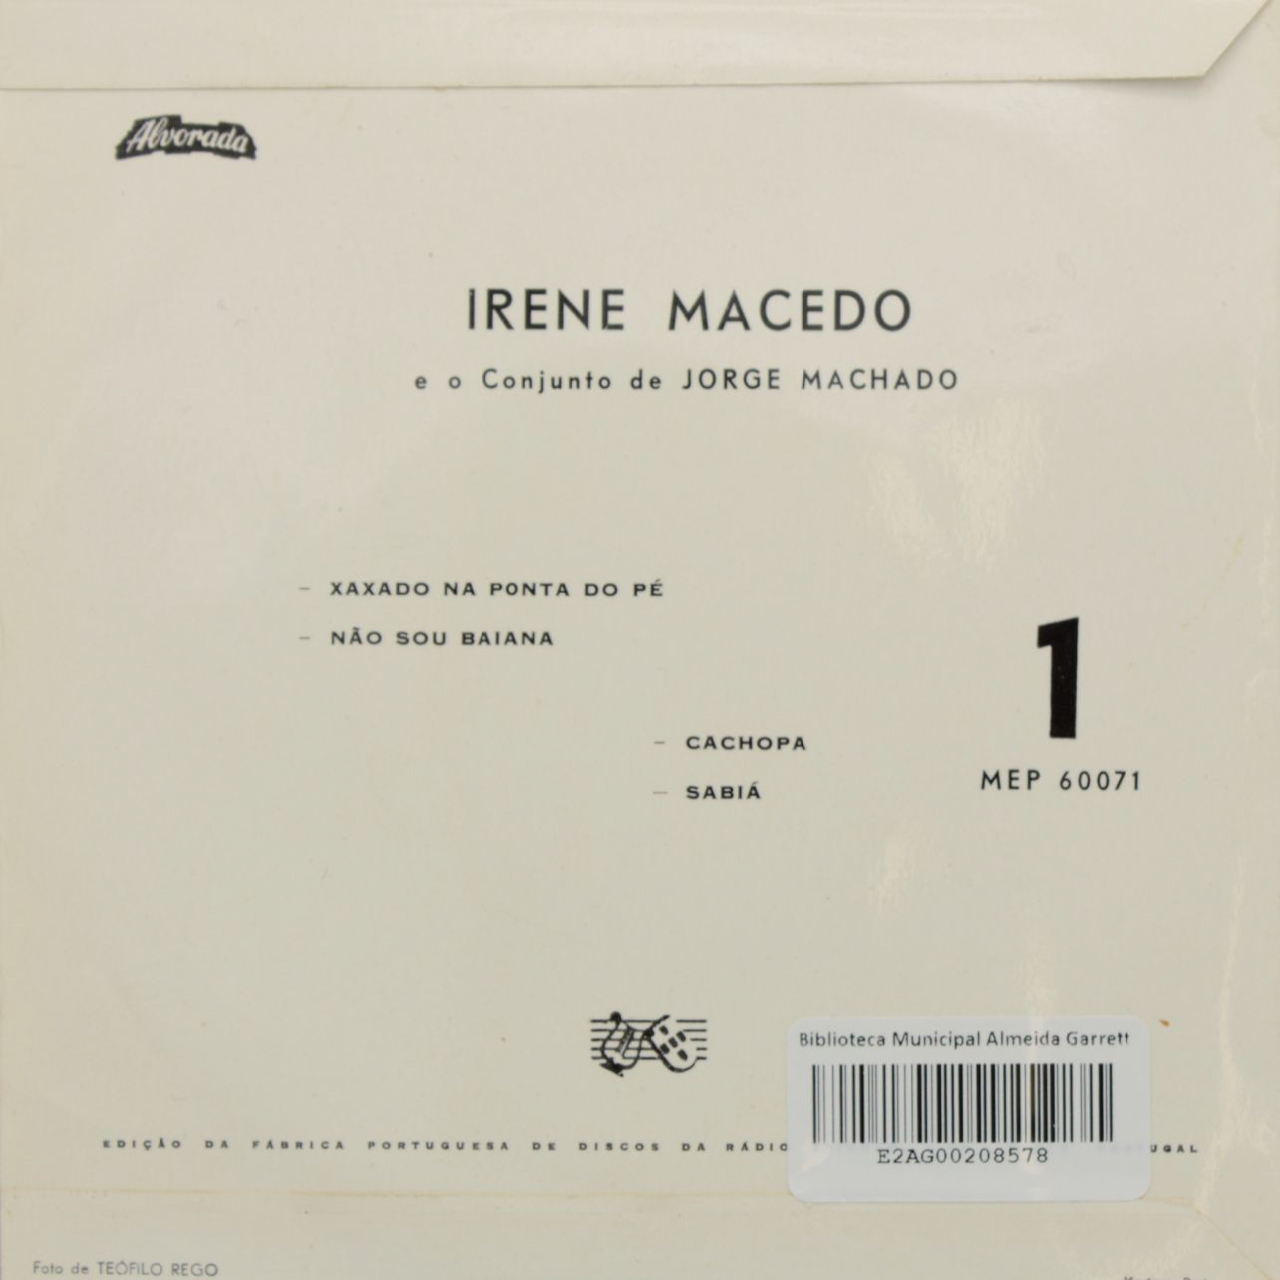 Alvorada
IRENE MACEDO
e o Conjunto de JORGE MACHADO
– XAXADO NA PONTA DO PÉ
– NÃO SOU BAIANA
– CACHOPA
– SABIÁ
1
MEP 60071
Biblioteca Municipal Almeida Garrett
E2AG00208578
EDIÇÃO DA FÁBRICA PORTUGUESA DE DISCOS DA RÁDIO
Foto de TEÓFILO REGO